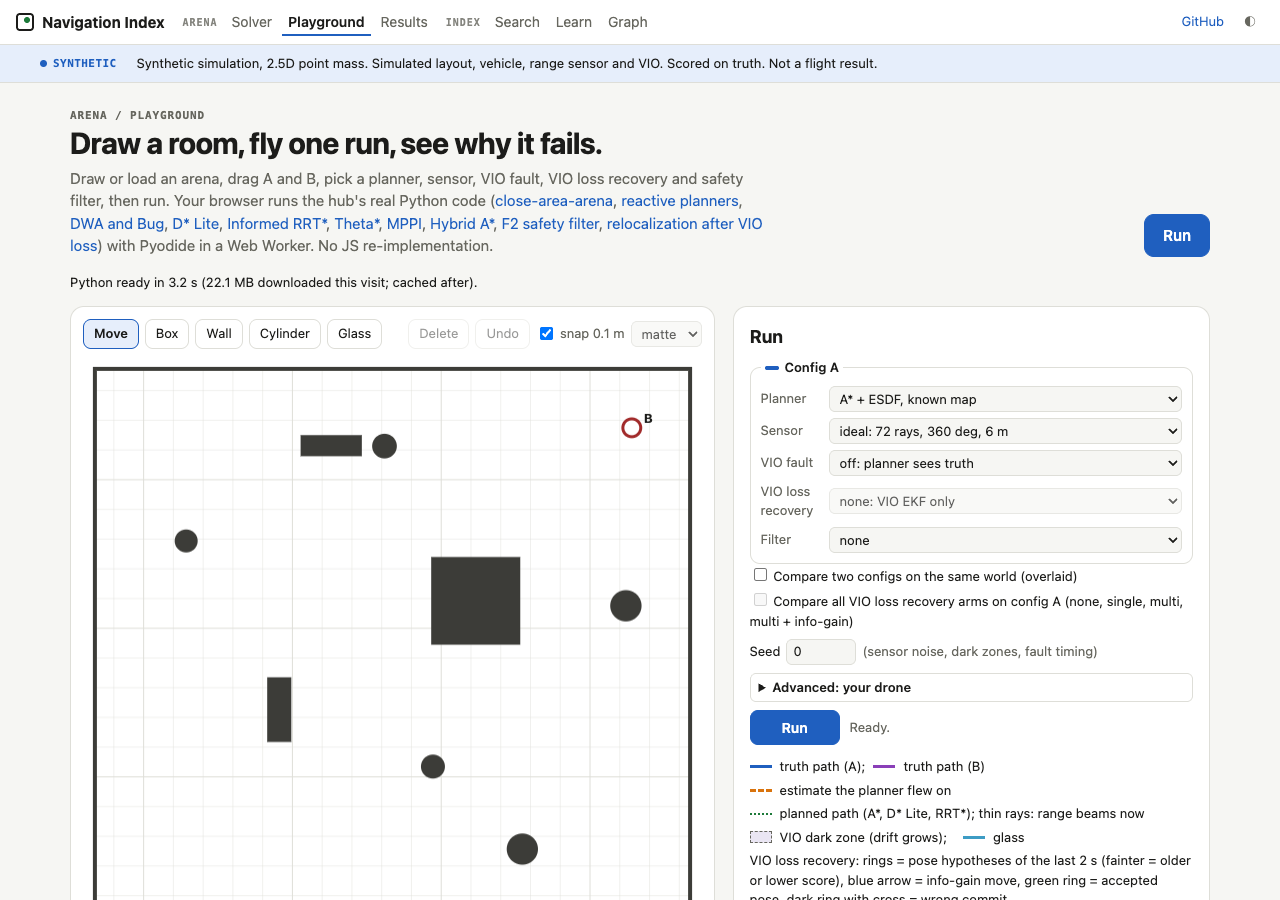 Navigation Index ARENA Solver Playground Results INDEX Search Learn Graph GitHub
SYNTHETIC Synthetic simulation, 2.5D point mass. Simulated layout, vehicle, range sensor and VIO. Scored on truth. Not a flight result.
ARENA / PLAYGROUND
Draw a room, fly one run, see why it fails.
Draw or load an arena, drag A and B, pick a planner, sensor, VIO fault, VIO loss recovery and safety
filter, then run. Your browser runs the hub's real Python code (close-area-arena, reactive planners,
DWA and Bug, D* Lite, Informed RRT*, Theta*, MPPI, Hybrid A*, F2 safety filter, relocalization after VIO
loss) with Pyodide in a Web Worker. No JS re-implementation.
Run
Python ready in 3.2 s (22.1 MB downloaded this visit; cached after).
Move Box Wall Cylinder Glass Delete Undo snap 0.1 m matte
B
Run
Config A
Planner A* + ESDF, known map
Sensor ideal: 72 rays, 360 deg, 6 m
VIO fault off: planner sees truth
VIO loss
recovery none: VIO EKF only
Filter none
Compare two configs on the same world (overlaid)
Compare all VIO loss recovery arms on config A (none, single, multi,
multi + info-gain)
Seed 0 (sensor noise, dark zones, fault timing)
Advanced: your drone
Run Ready.
truth path (A); truth path (B)
estimate the planner flew on
planned path (A*, D* Lite, RRT*); thin rays: range beams now
VIO dark zone (drift grows); glass
VIO loss recovery: rings = pose hypotheses of the last 2 s (fainter = older
or lower score), blue arrow = info-gain move, green ring = accepted
pose, dark ring with cross = wrong commit